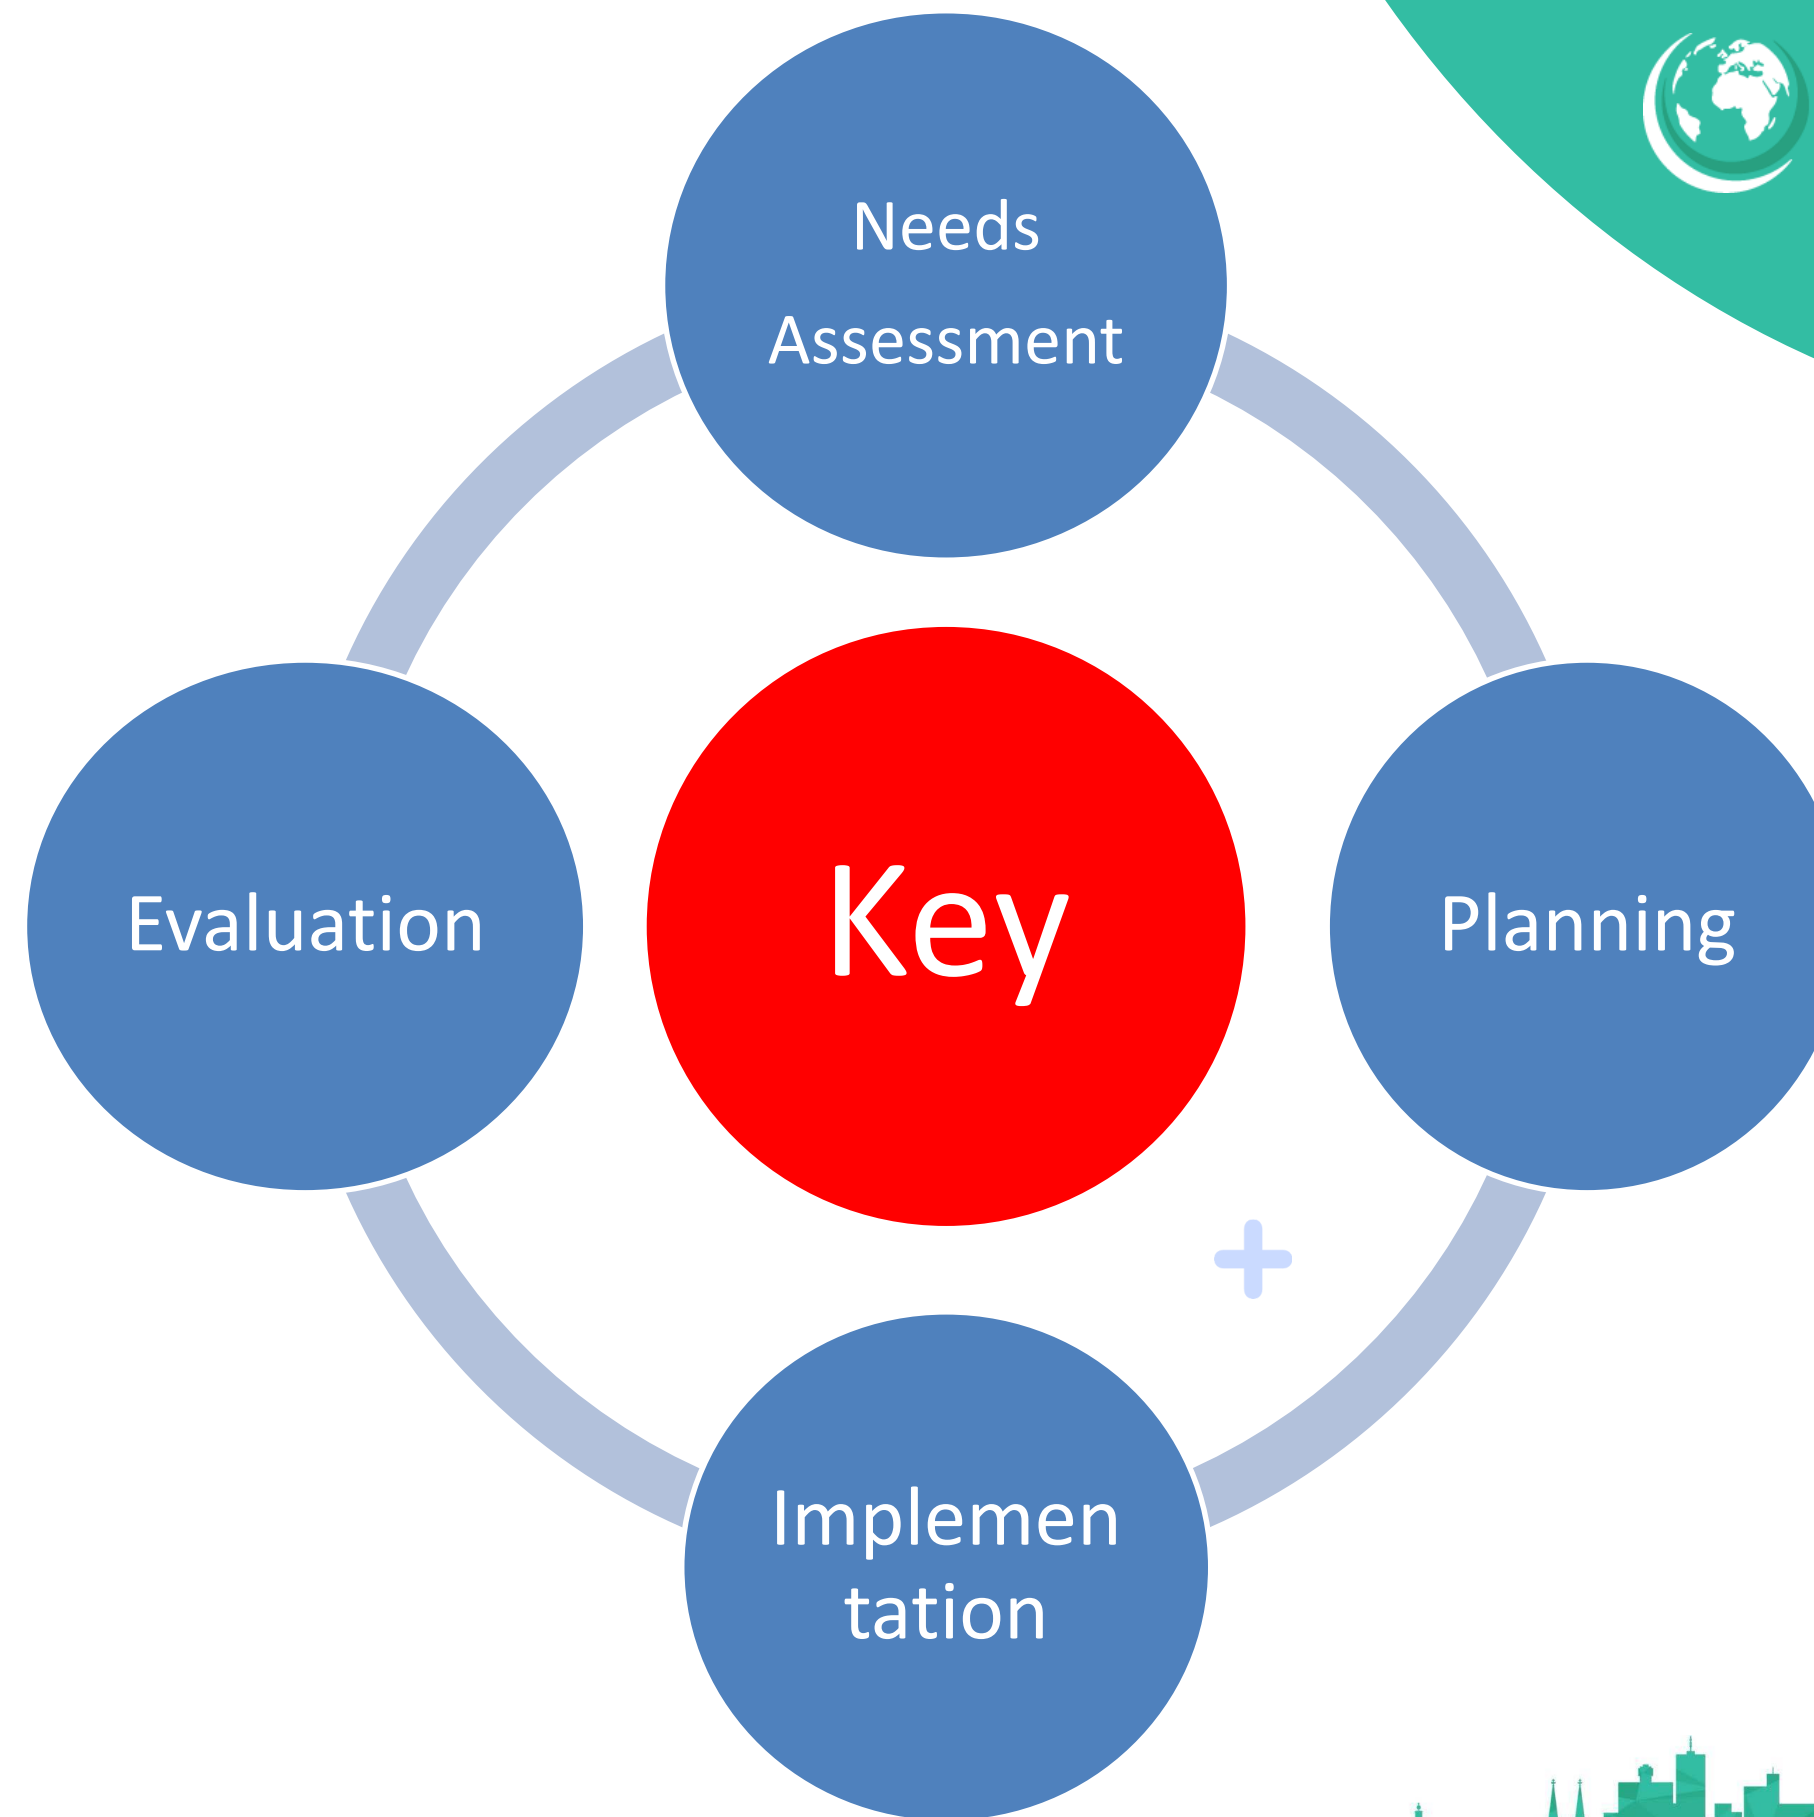 Needs
Assessment
Evaluation
Key
Planning
Implemen
tation